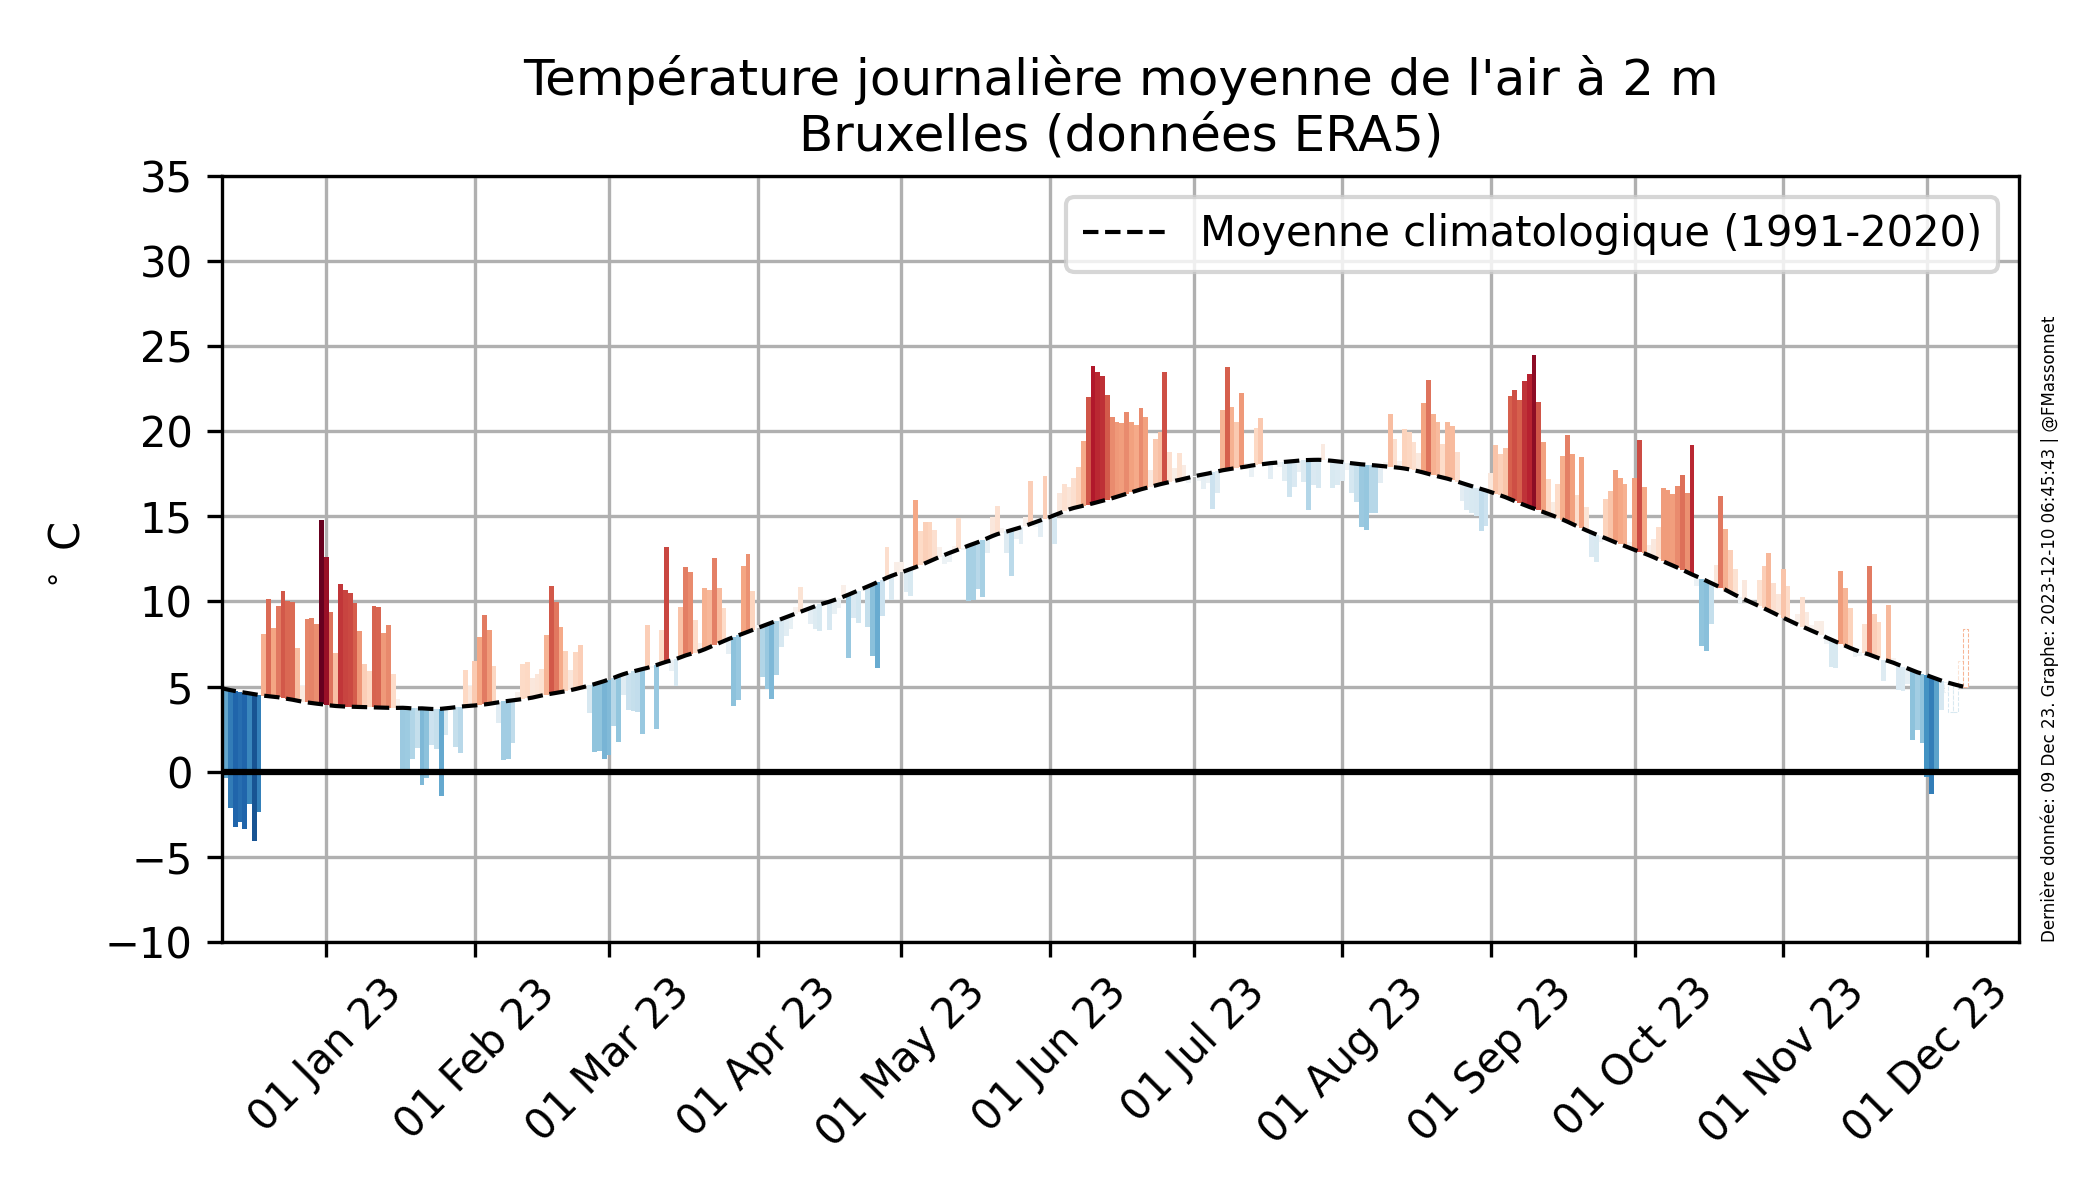 Température journalière moyenne de l'air à 2 m
Bruxelles (données ERA5)
Moyenne climatologique (1991-2020)
35
30
25
20
15
10
5
0
−5
−10
° C
01 Jan 23
01 Feb 23
01 Mar 23
01 Apr 23
01 May 23
01 Jun 23
01 Jul 23
01 Aug 23
01 Sep 23
01 Oct 23
01 Nov 23
01 Dec 23
Dernière donnée: 09 Dec 23. Graphe: 2023-12-10 06:45:43 | @FMassonnet